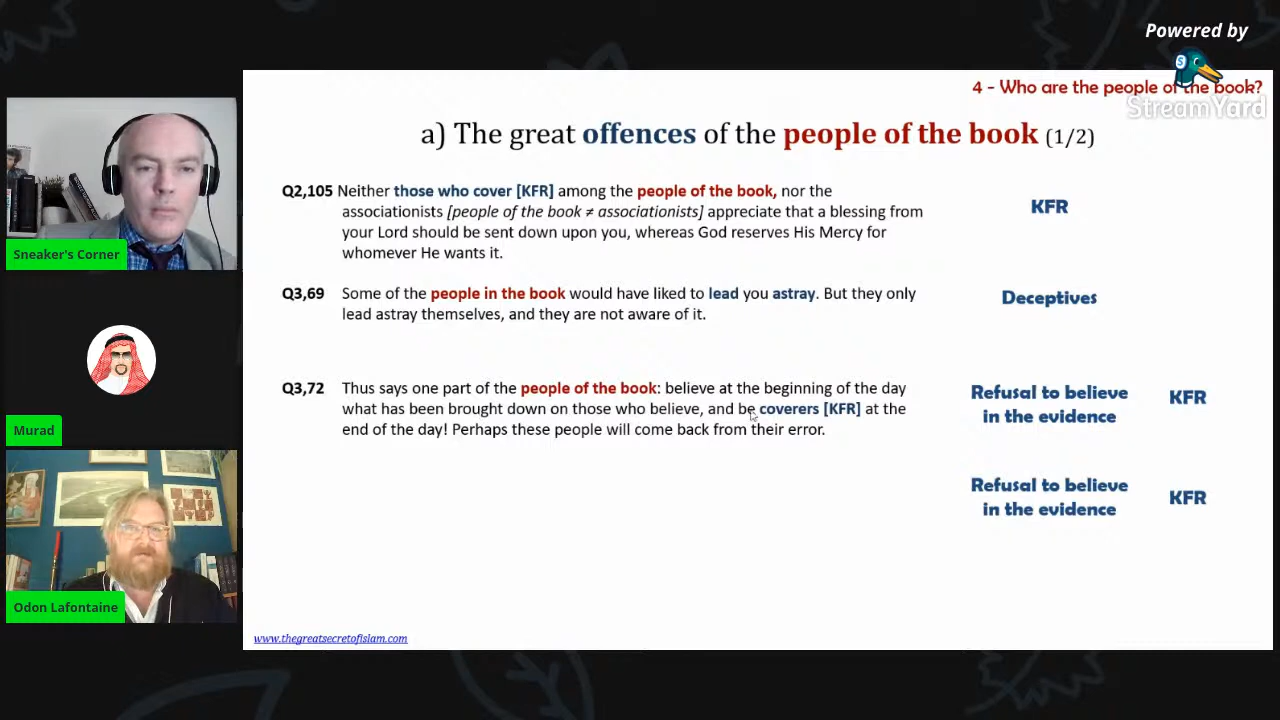 Powered by
StreamYard
4 - Who are the people of the book?
a) The great offences of the people of the book (1/2)
Q2,105 Neither those who cover [KFR] among the people of the book, nor the
associationists [people of the book ≠ associationists] appreciate that a blessing from
your Lord should be sent down upon you, whereas God reserves His Mercy for
whomever He wants it.
KFR
Q3,69 Some of the people in the book would have liked to lead you astray. But they only
lead astray themselves, and they are not aware of it.
Deceptives
Q3,72 Thus says one part of the people of the book: believe at the beginning of the day
what has been brought down on those who believe, and be coverers [KFR] at the
end of the day! Perhaps these people will come back from their error.
Refusal to believe
in the evidence
KFR
Refusal to believe
in the evidence
KFR
www.thegreatsecretofislam.com
Sneaker's Corner
Murad
Odon Lafontaine